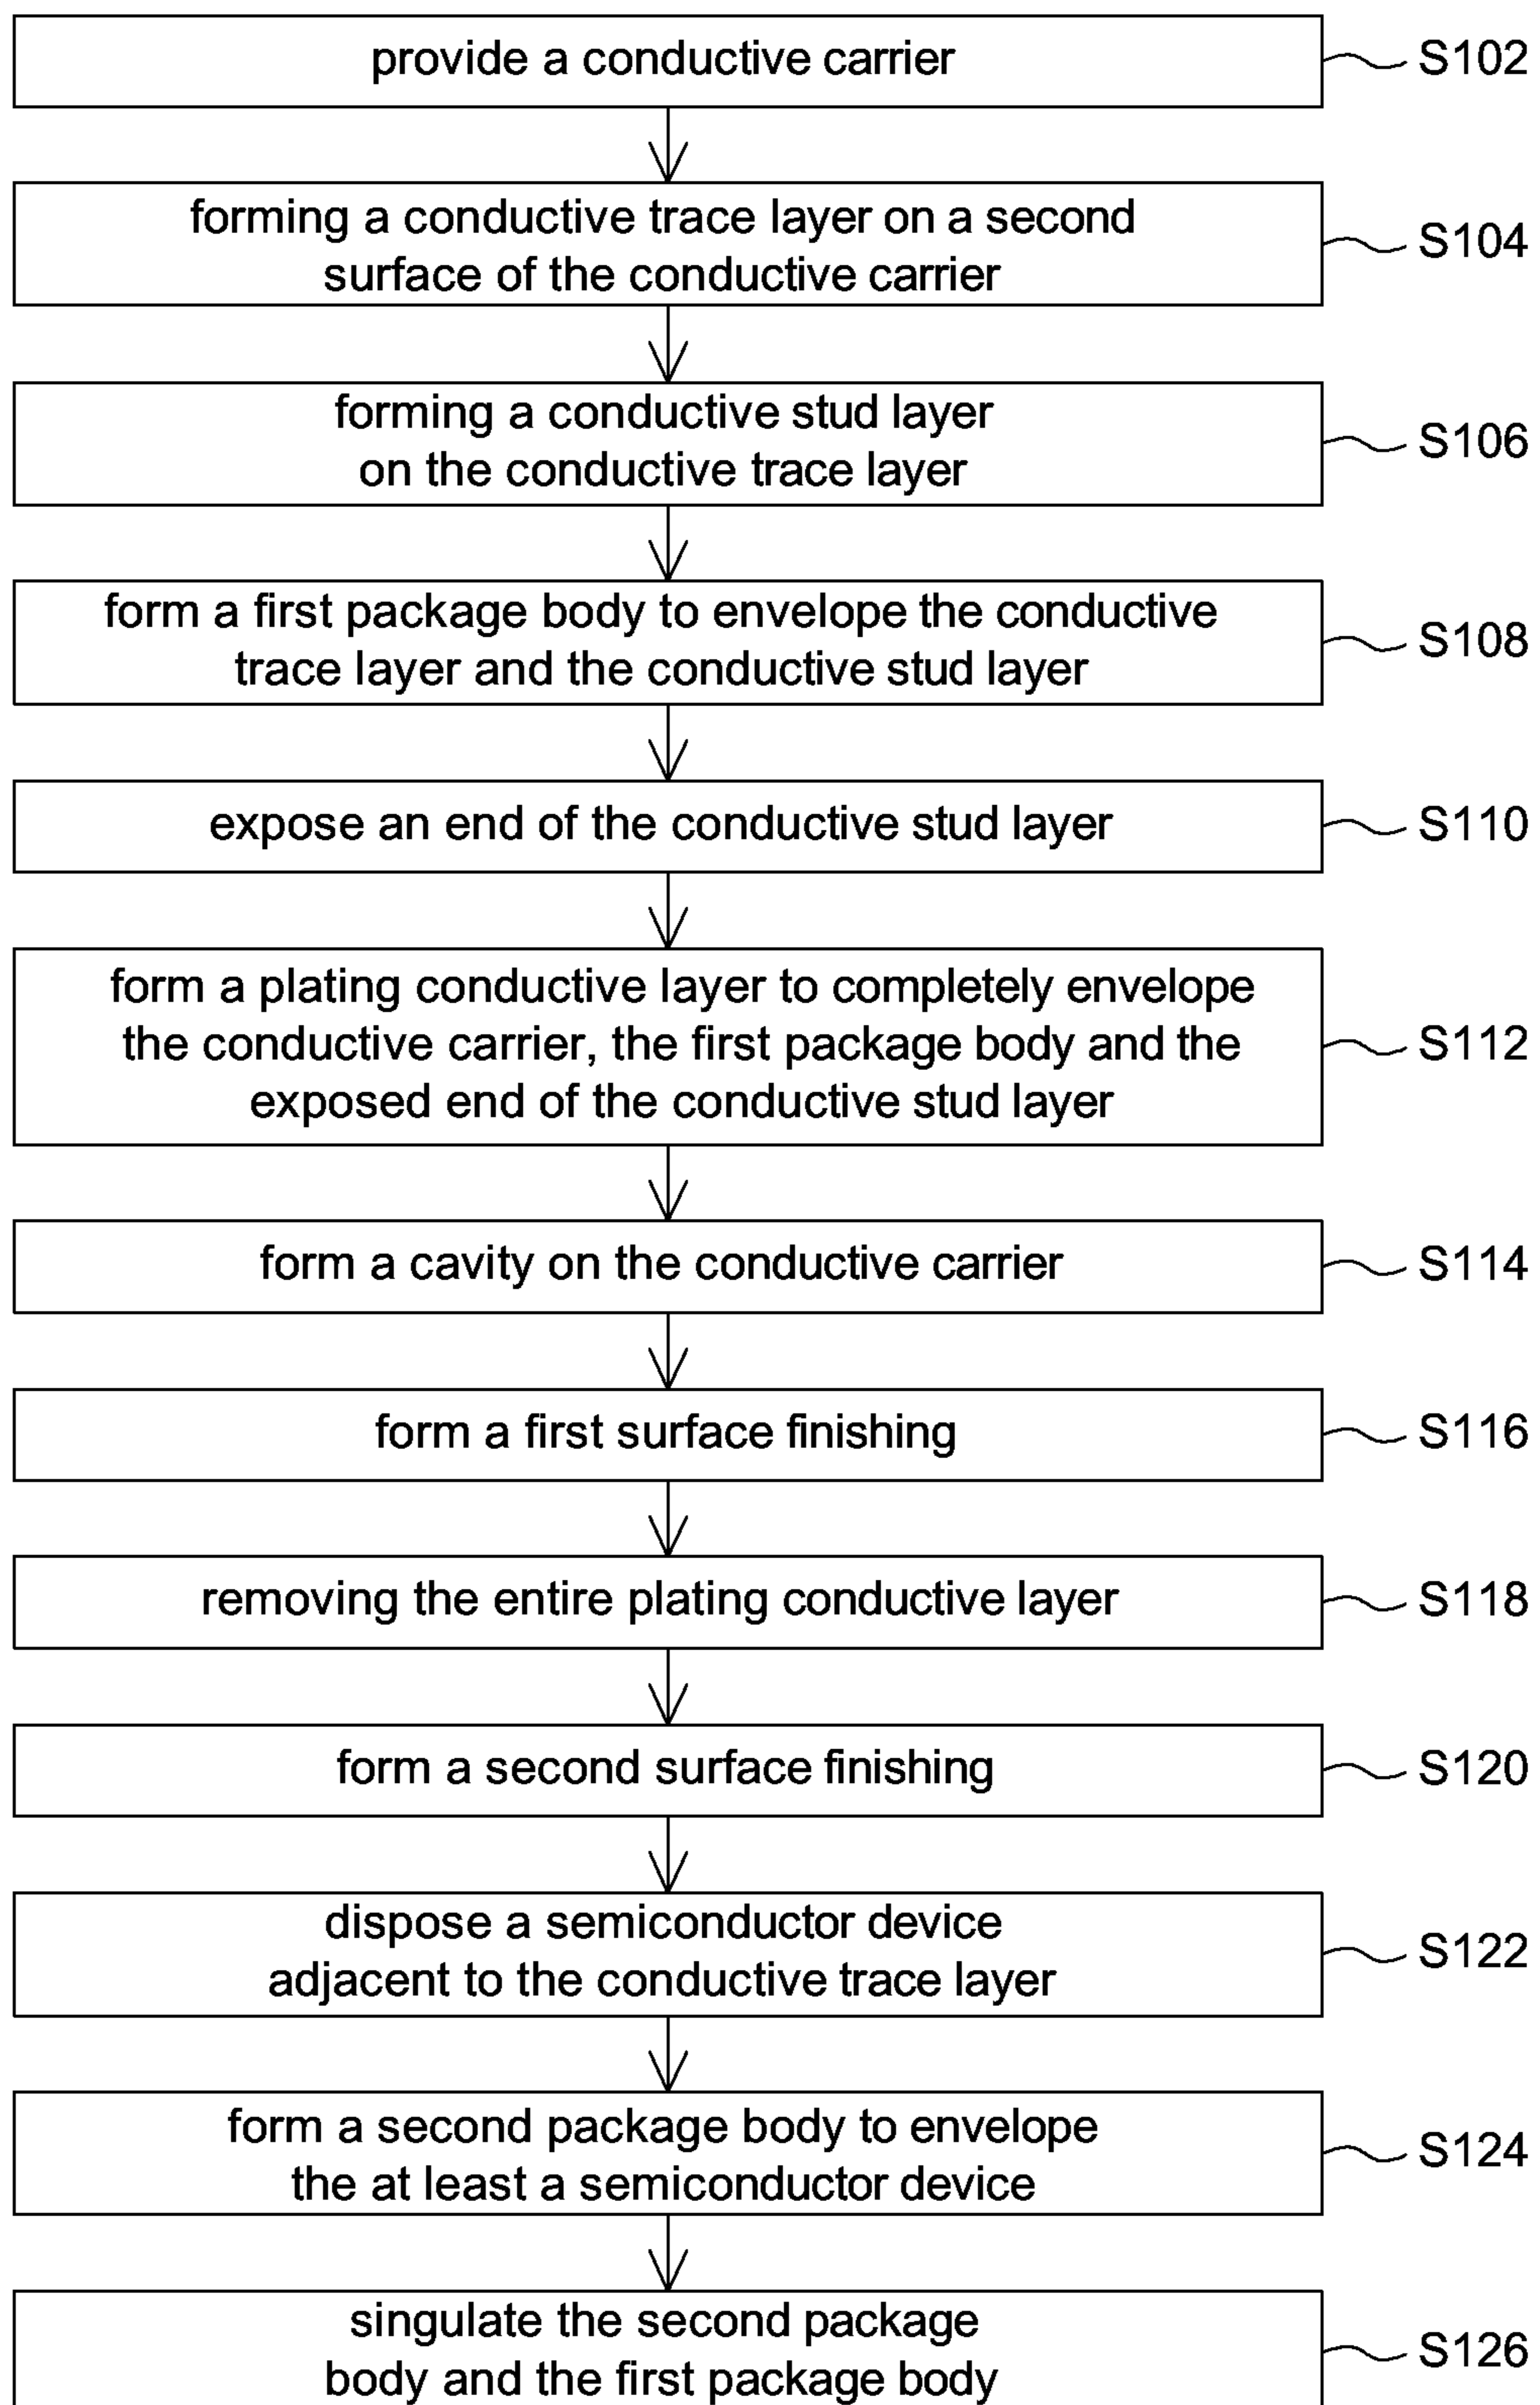 provide a conductive carrier
S102
forming a conductive trace layer on a second
surface of the conductive carrier
S104
forming a conductive stud layer
on the conductive trace layer
S106
form a first package body to envelope the conductive
trace layer and the conductive stud layer
S108
expose an end of the conductive stud layer
S110
form a plating conductive layer to completely envelope
the conductive carrier, the first package body and the
exposed end of the conductive stud layer
S112
form a cavity on the conductive carrier
S114
form a first surface finishing
S116
removing the entire plating conductive layer
S118
form a second surface finishing
S120
dispose a semiconductor device
adjacent to the conductive trace layer
S122
form a second package body to envelope
the at least a semiconductor device
S124
singulate the second package
body and the first package body
S126